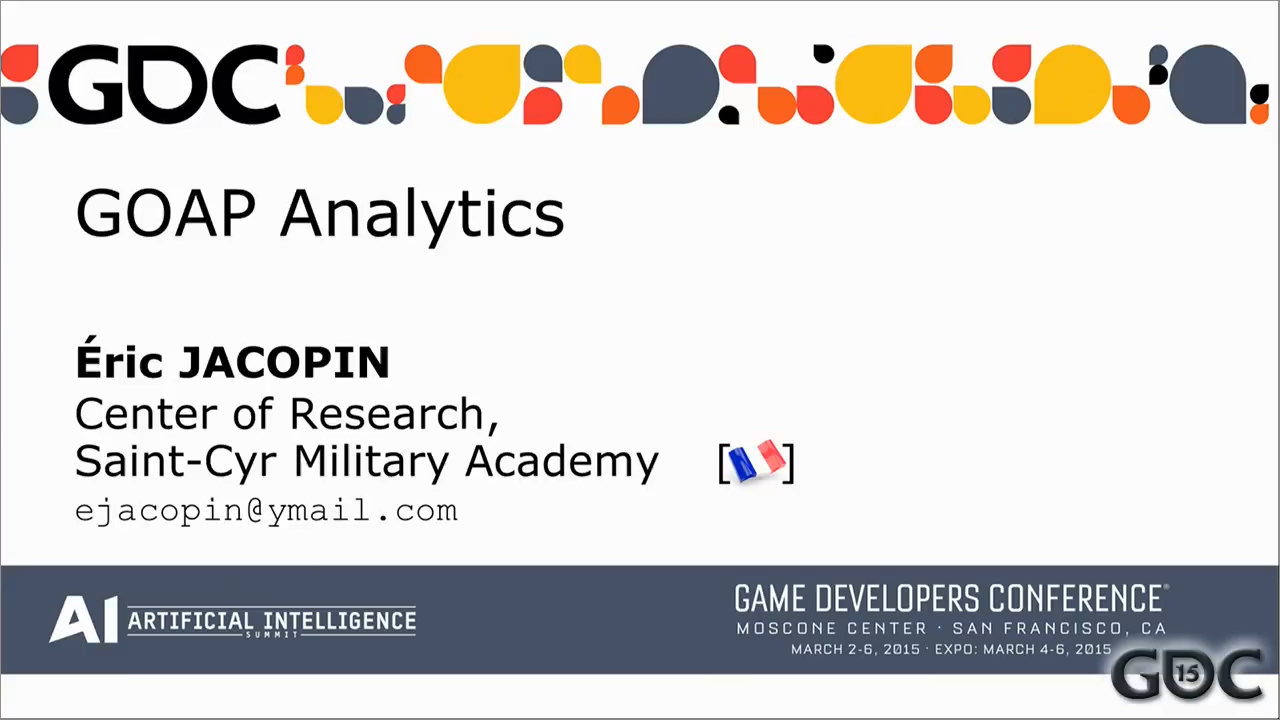 GDC
GOAP Analytics
Éric JACOPIN
Center of Research,
Saint-Cyr Military Academy []
ejacopin@ymail.com
AI ARTIFICIAL INTELLIGENCE
SUMMIT
GAME DEVELOPERS CONFERENCE®
MOSCONE CENTER · SAN FRANCISCO, CA
MARCH 2-6, 2015 · EXPO: MARCH 4-6, 2015
GDC 15